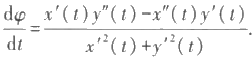 dφ/dt = (x′(t)y″(t)−x″(t)y′(t))/(x′²(t)+y′²(t)).